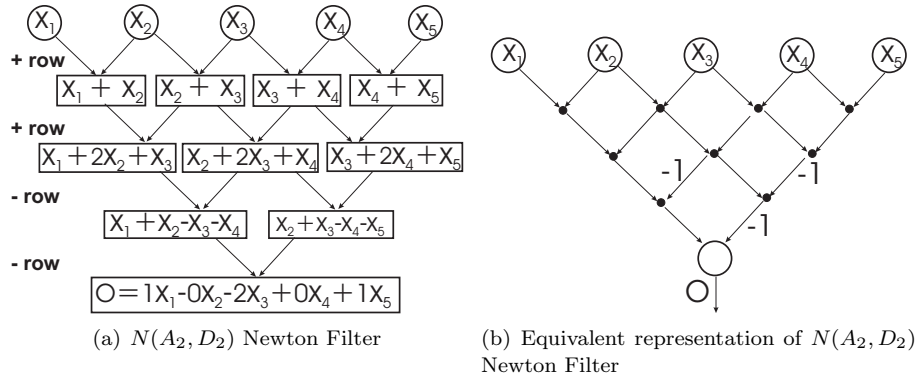 X₁ X₂ X₃ X₄ X₅
+ row
X₁ + X₂ X₂ + X₃ X₃ + X₄ X₄ + X₅
+ row
X₁+2X₂+X₃ X₂+2X₃+X₄ X₃+2X₄+X₅
- row
X₁+X₂-X₃-X₄ X₂+X₃-X₄-X₅
- row
O=1X₁-0X₂-2X₃+0X₄+1X₅
(a) N(A₂, D₂) Newton Filter
X₁ X₂ X₃ X₄ X₅
-1 -1
-1
O
(b) Equivalent representation of N(A₂, D₂)
Newton Filter